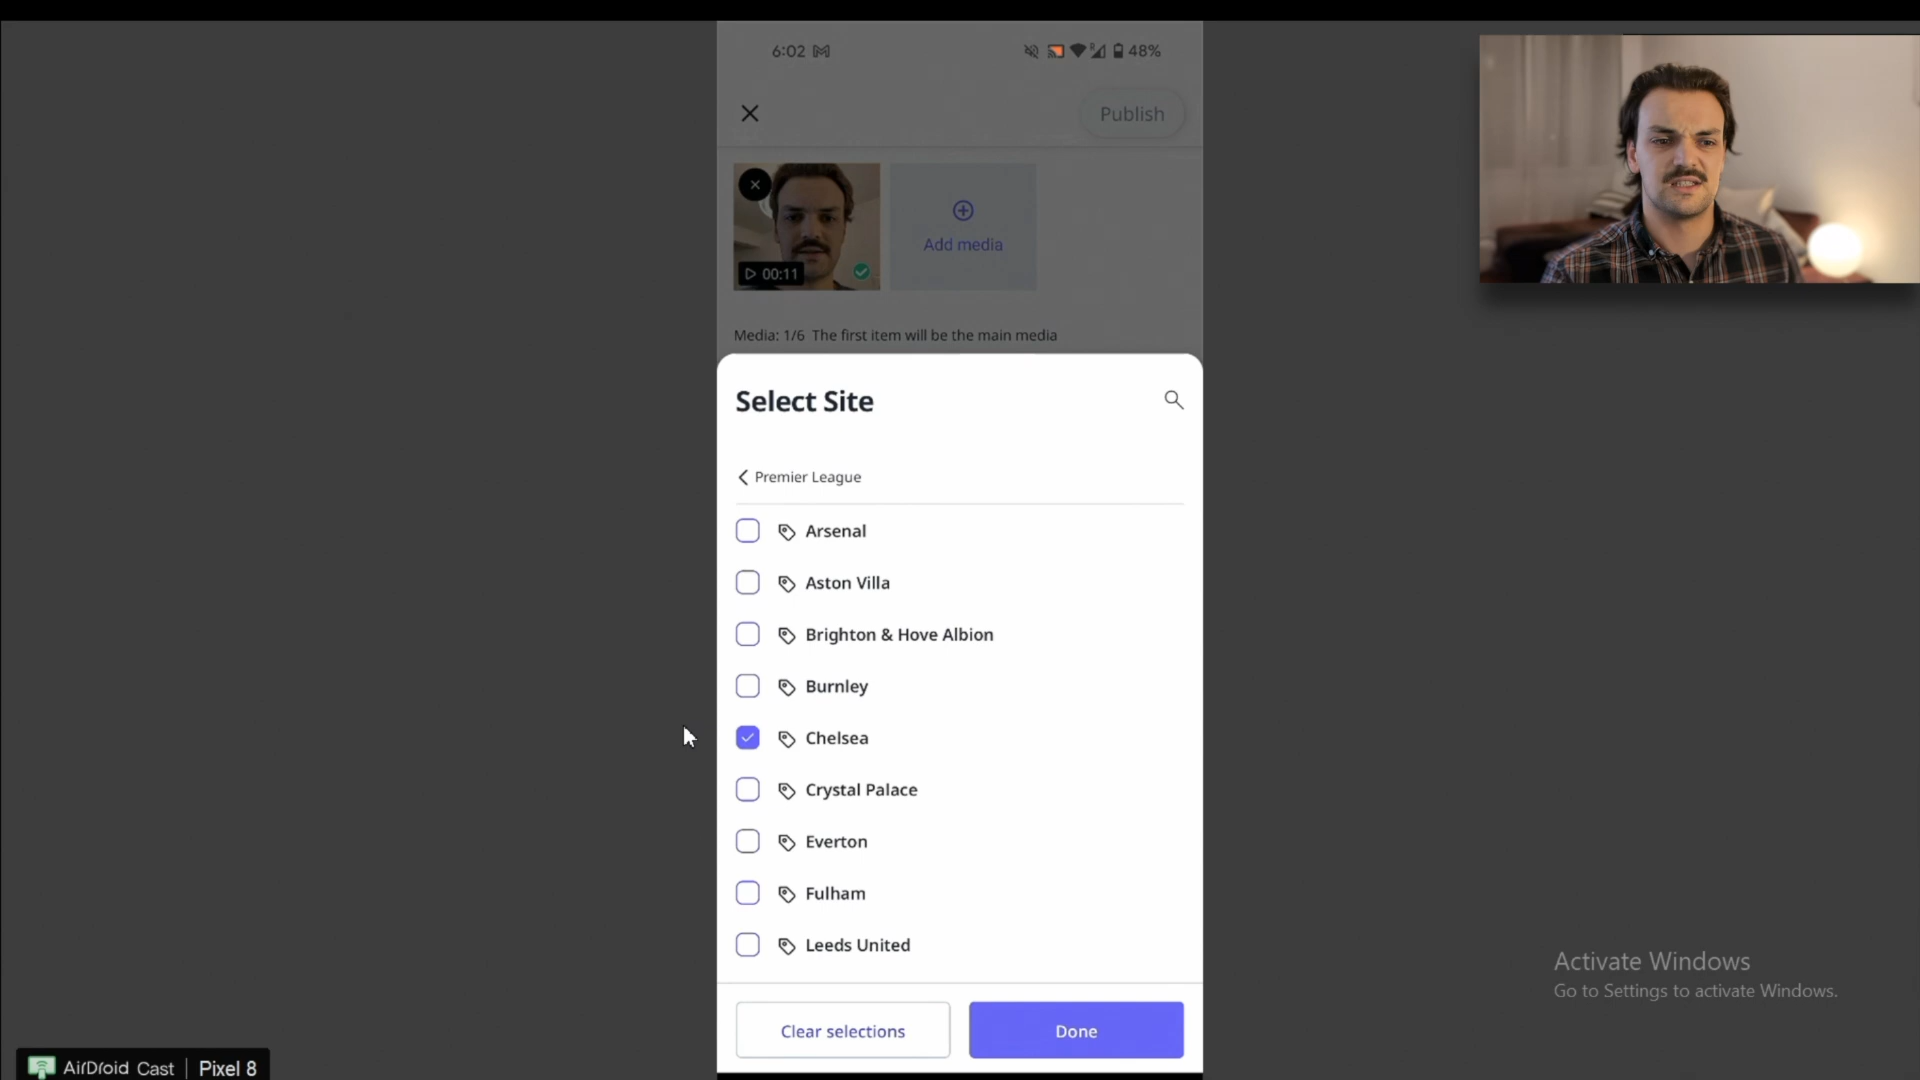 6:02
48%
Publish
Add media
00:11
Media: 1/6 The first item will be the main media
Select Site
Premier League
Arsenal
Aston Villa
Brighton & Hove Albion
Burnley
Chelsea
Crystal Palace
Everton
Fulham
Leeds United
Clear selections
Done
Activate Windows
Go to Settings to activate Windows.
AirDroid Cast | Pixel 8